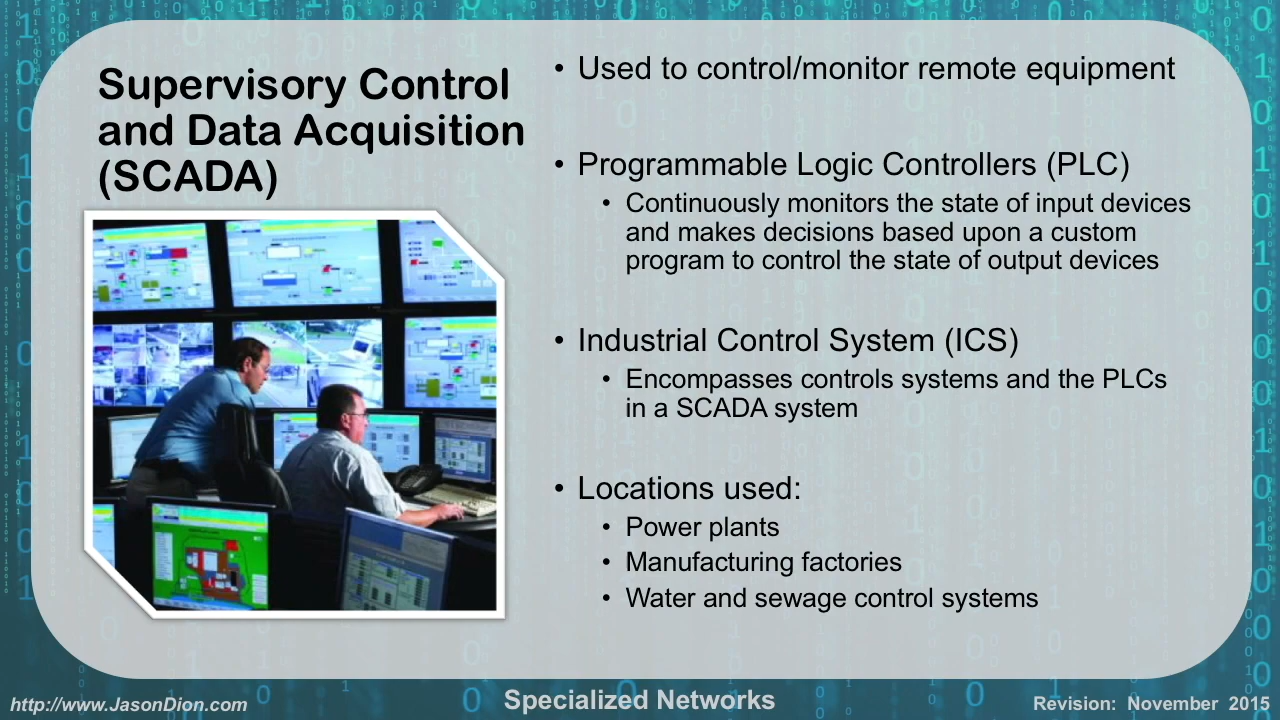 Supervisory Control
and Data Acquisition
(SCADA)
• Used to control/monitor remote equipment
• Programmable Logic Controllers (PLC)
• Continuously monitors the state of input devices
and makes decisions based upon a custom
program to control the state of output devices
• Industrial Control System (ICS)
• Encompasses controls systems and the PLCs
in a SCADA system
• Locations used:
• Power plants
• Manufacturing factories
• Water and sewage control systems
http://www.JasonDion.com
Specialized Networks
Revision: November 2015